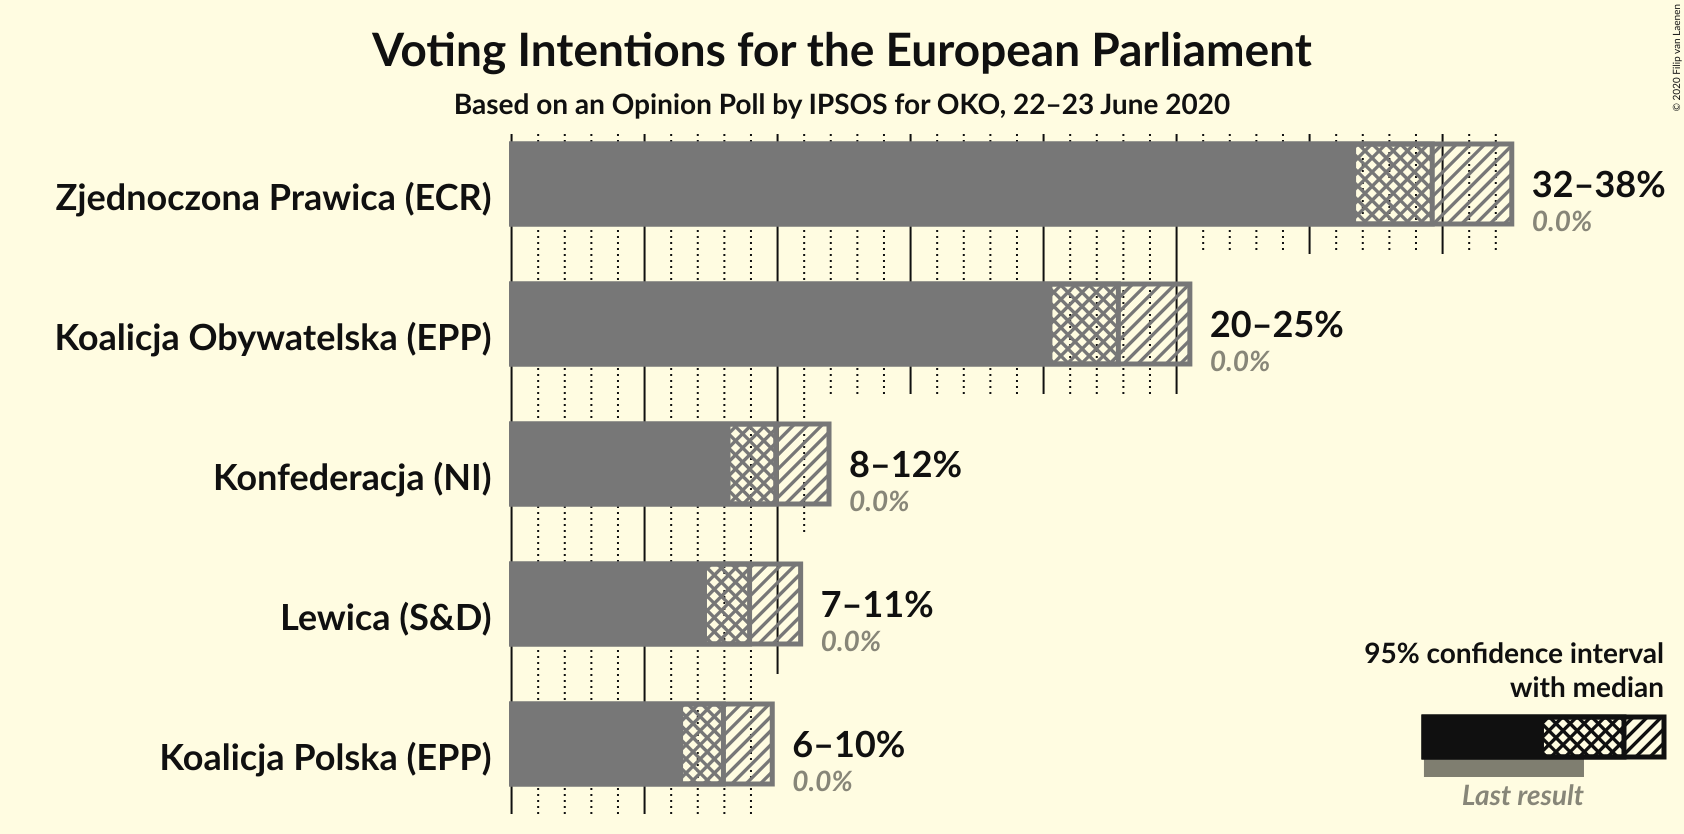 Voting Intentions for the European Parliament
Based on an Opinion Poll by IPSOS for OKO, 22–23 June 2020
© 2020 Filip van Laenen
Zjednoczona Prawica (ECR)
32–38%
0.0%
Koalicja Obywatelska (EPP)
20–25%
0.0%
Konfederacja (NI)
8–12%
0.0%
Lewica (S&D)
7–11%
0.0%
Koalicja Polska (EPP)
6–10%
0.0%
95% confidence interval
with median
Last result